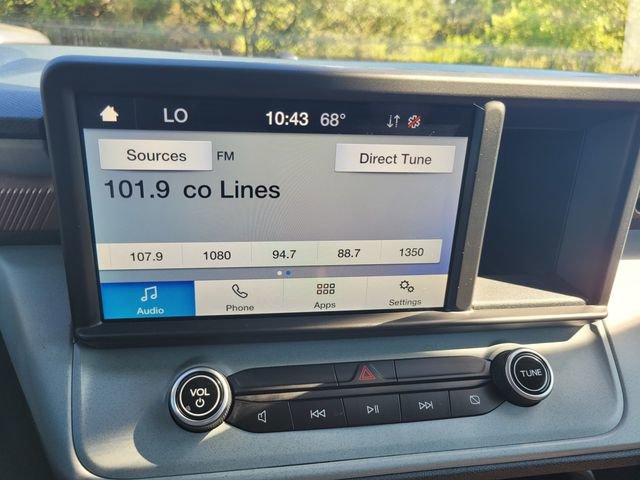 LO 10:43 68°
Sources FM Direct Tune
101.9 co Lines
107.9 1080 94.7 88.7 1350
Audio Phone Apps Settings
VOL TUNE